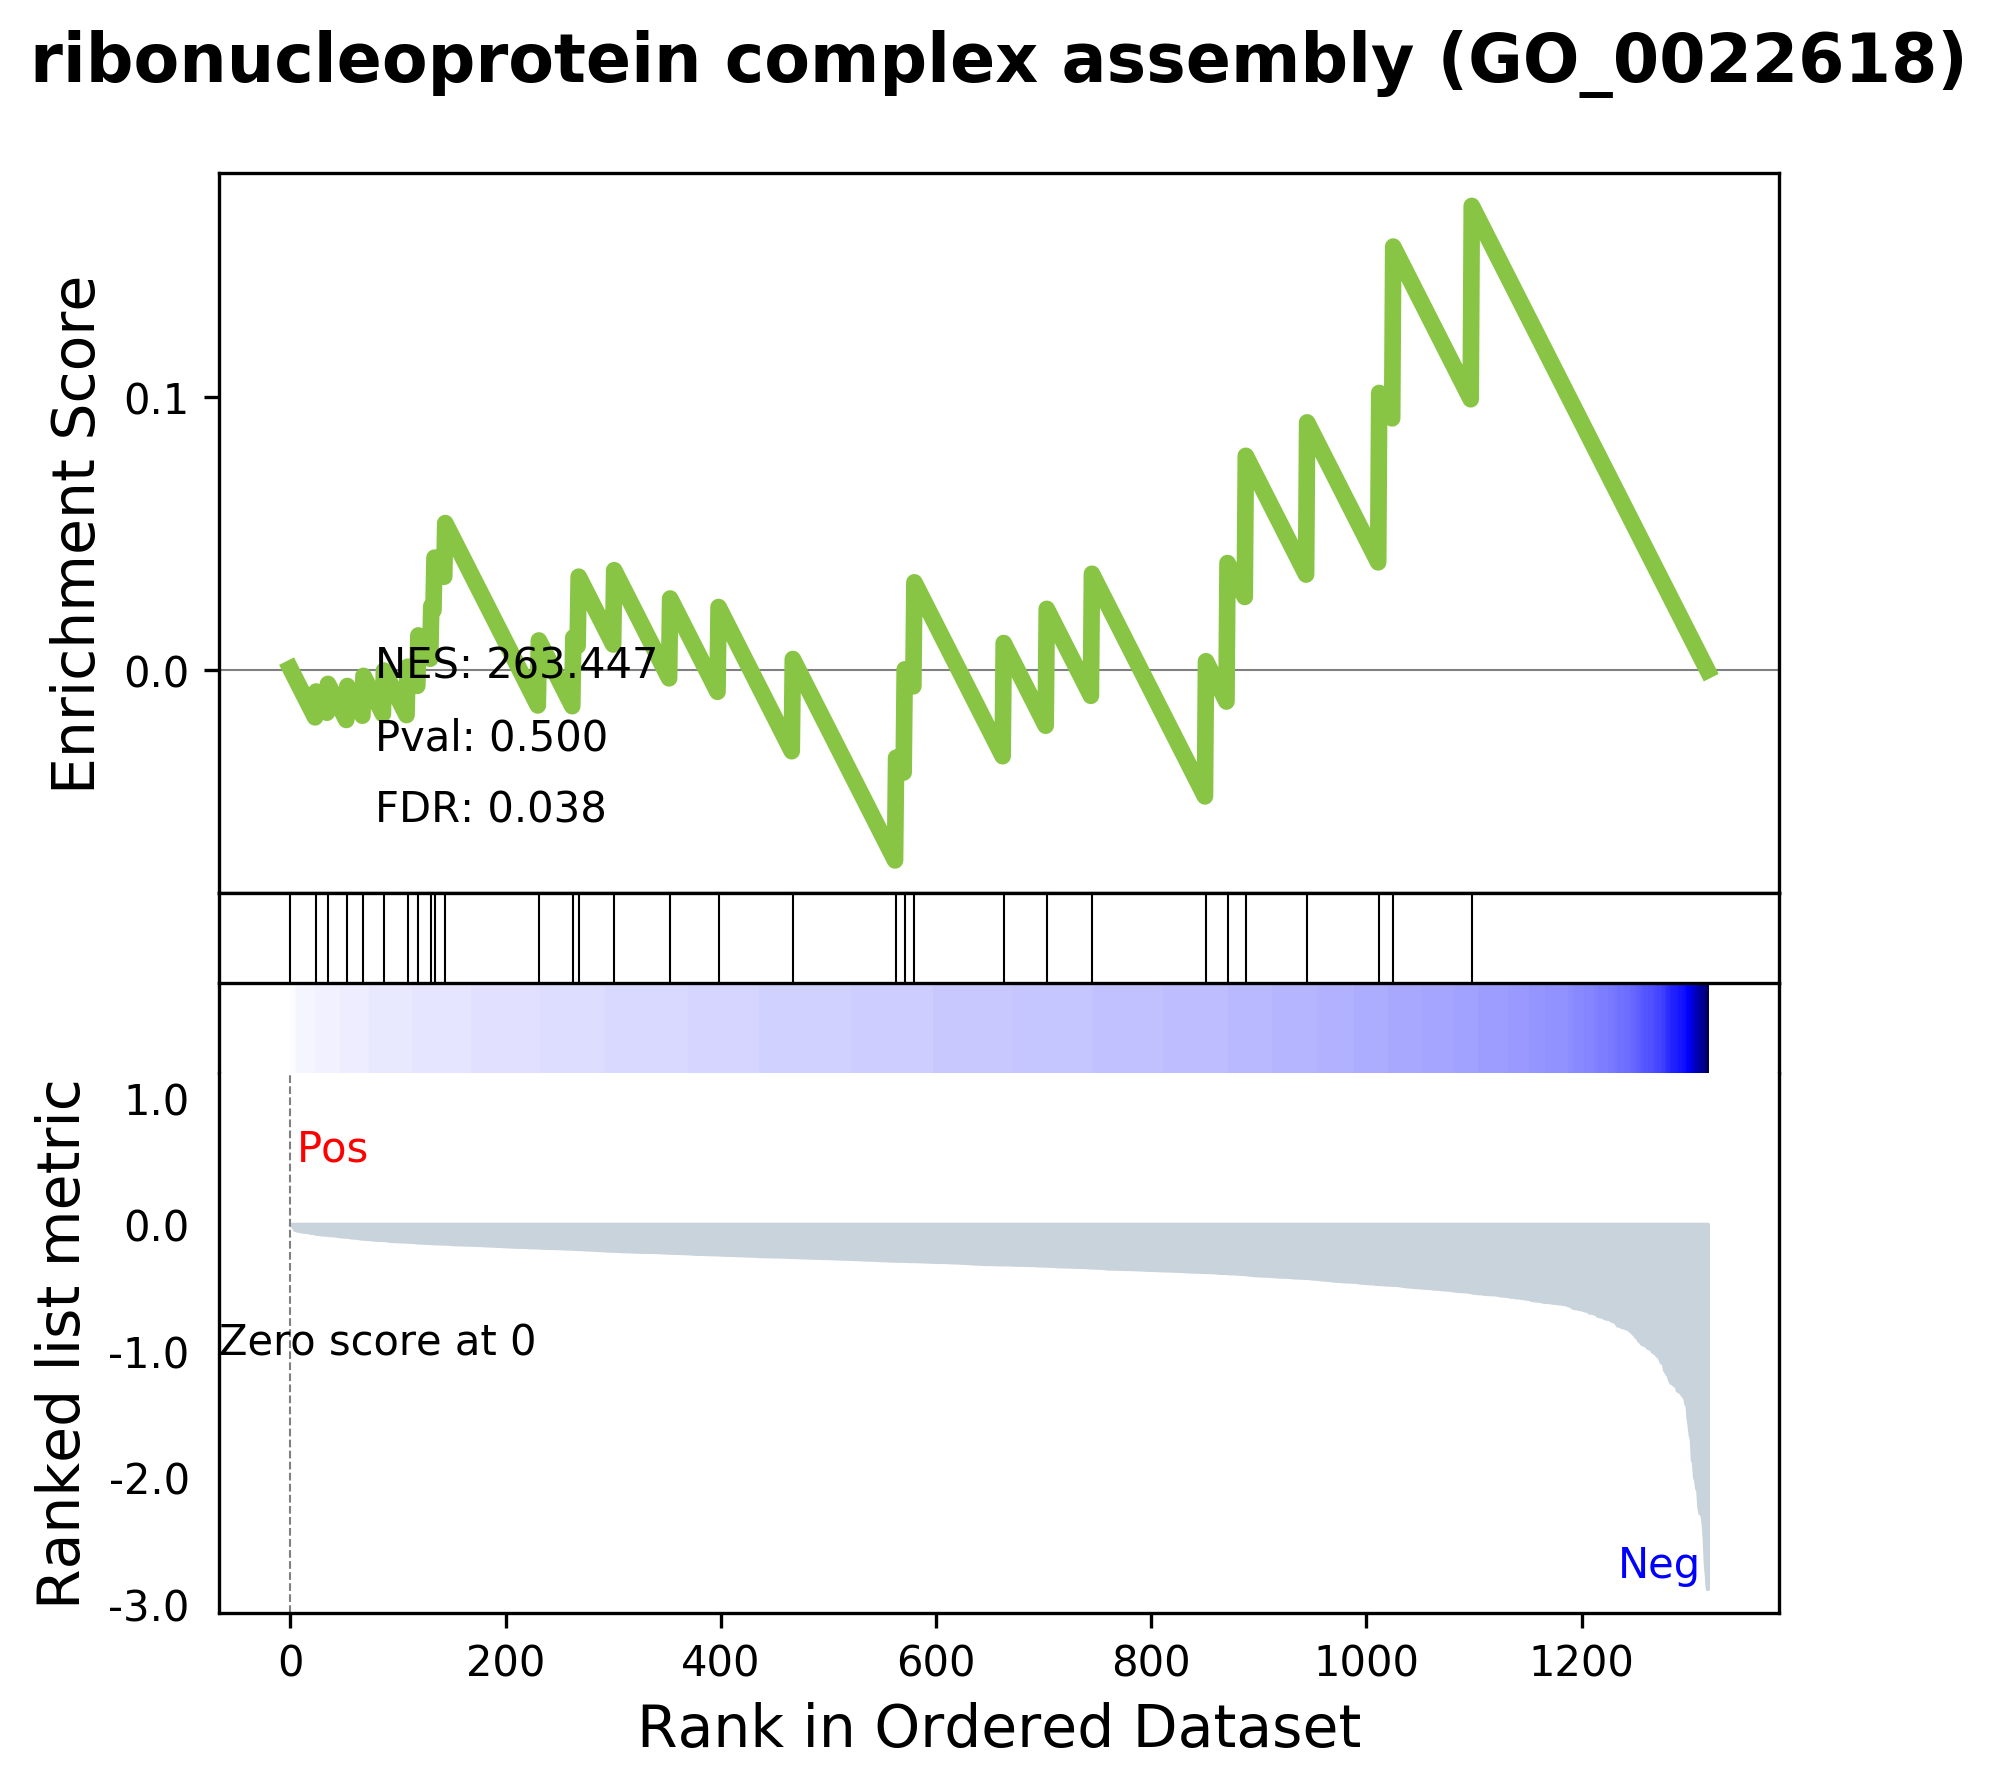 ribonucleoprotein complex assembly (GO_0022618)
Enrichment Score
0.1
0.0
NES: 263.447
Pval: 0.500
FDR: 0.038
Ranked list metric
1.0
0.0
-1.0
-2.0
-3.0
Pos
Zero score at 0
Neg
0 200 400 600 800 1000 1200
Rank in Ordered Dataset